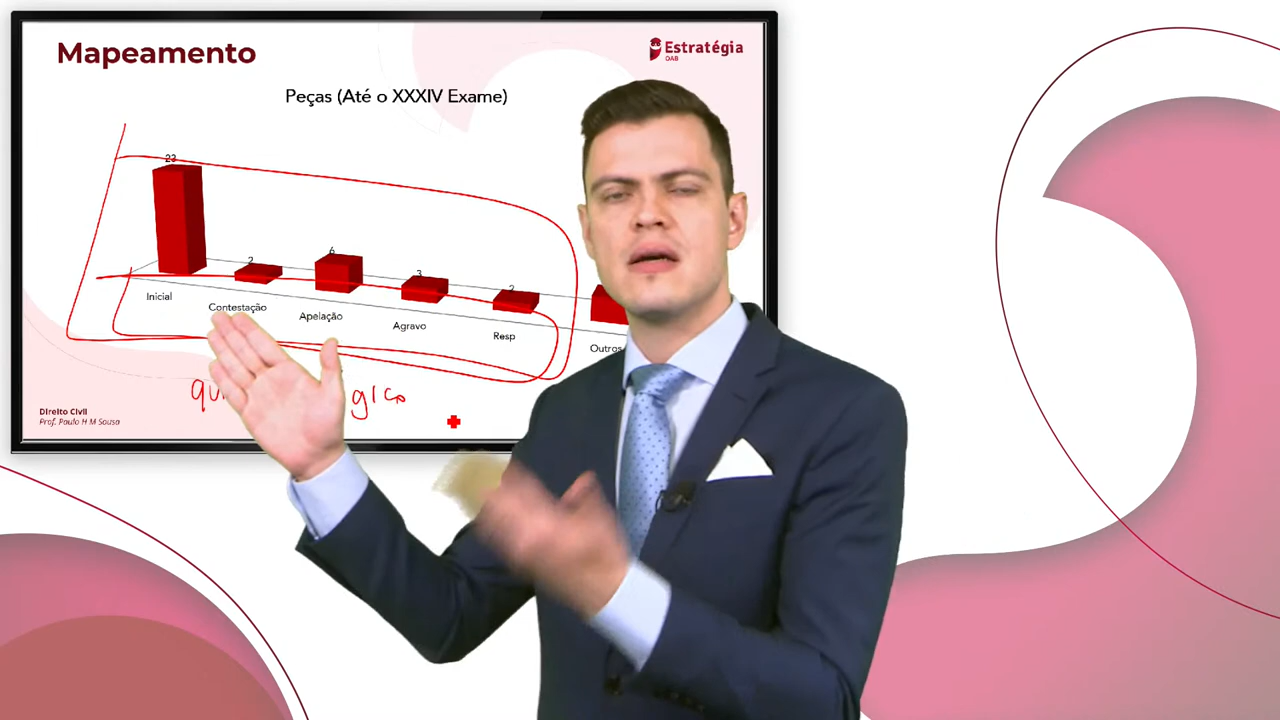 Mapeamento
Estratégia
OAB
Peças (Até o XXXIV Exame)
23
2
6
3
2
Inicial
Contestação
Apelação
Agravo
Resp
Outros
Direito Civil
Prof. Paulo H M Sousa